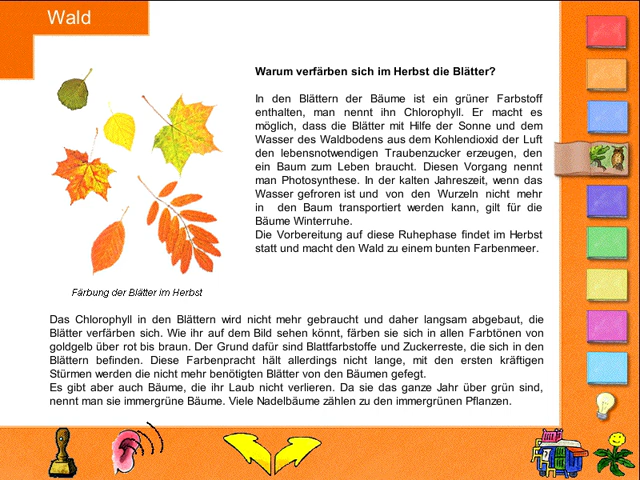 Wald
Warum verfärben sich im Herbst die Blätter?
In den Blättern der Bäume ist ein grüner Farbstoff
enthalten, man nennt ihn Chlorophyll. Er macht es
möglich, dass die Blätter mit Hilfe der Sonne und dem
Wasser des Waldbodens aus dem Kohlendioxid der Luft
den lebensnotwendigen Traubenzucker erzeugen, den
ein Baum zum Leben braucht. Diesen Vorgang nennt
man Photosynthese. In der kalten Jahreszeit, wenn das
Wasser gefroren ist und von den Wurzeln nicht mehr
in den Baum transportiert werden kann, gilt für die
Bäume Winterruhe.
Die Vorbereitung auf diese Ruhephase findet im Herbst
statt und macht den Wald zu einem bunten Farbenmeer.
Färbung der Blätter im Herbst
Das Chlorophyll in den Blättern wird nicht mehr gebraucht und daher langsam abgebaut, die
Blätter verfärben sich. Wie ihr auf dem Bild sehen könnt, färben sie sich in allen Farbtönen von
goldgelb über rot bis braun. Der Grund dafür sind Blattfarbstoffe und Zuckerreste, die sich in den
Blättern befinden. Diese Farbenpracht hält allerdings nicht lange, mit den ersten kräftigen
Stürmen werden die nicht mehr benötigten Blätter von den Bäumen gefegt.
Es gibt aber auch Bäume, die ihr Laub nicht verlieren. Da sie das ganze Jahr über grün sind,
nennt man sie immergrüne Bäume. Viele Nadelbäume zählen zu den immergrünen Pflanzen.